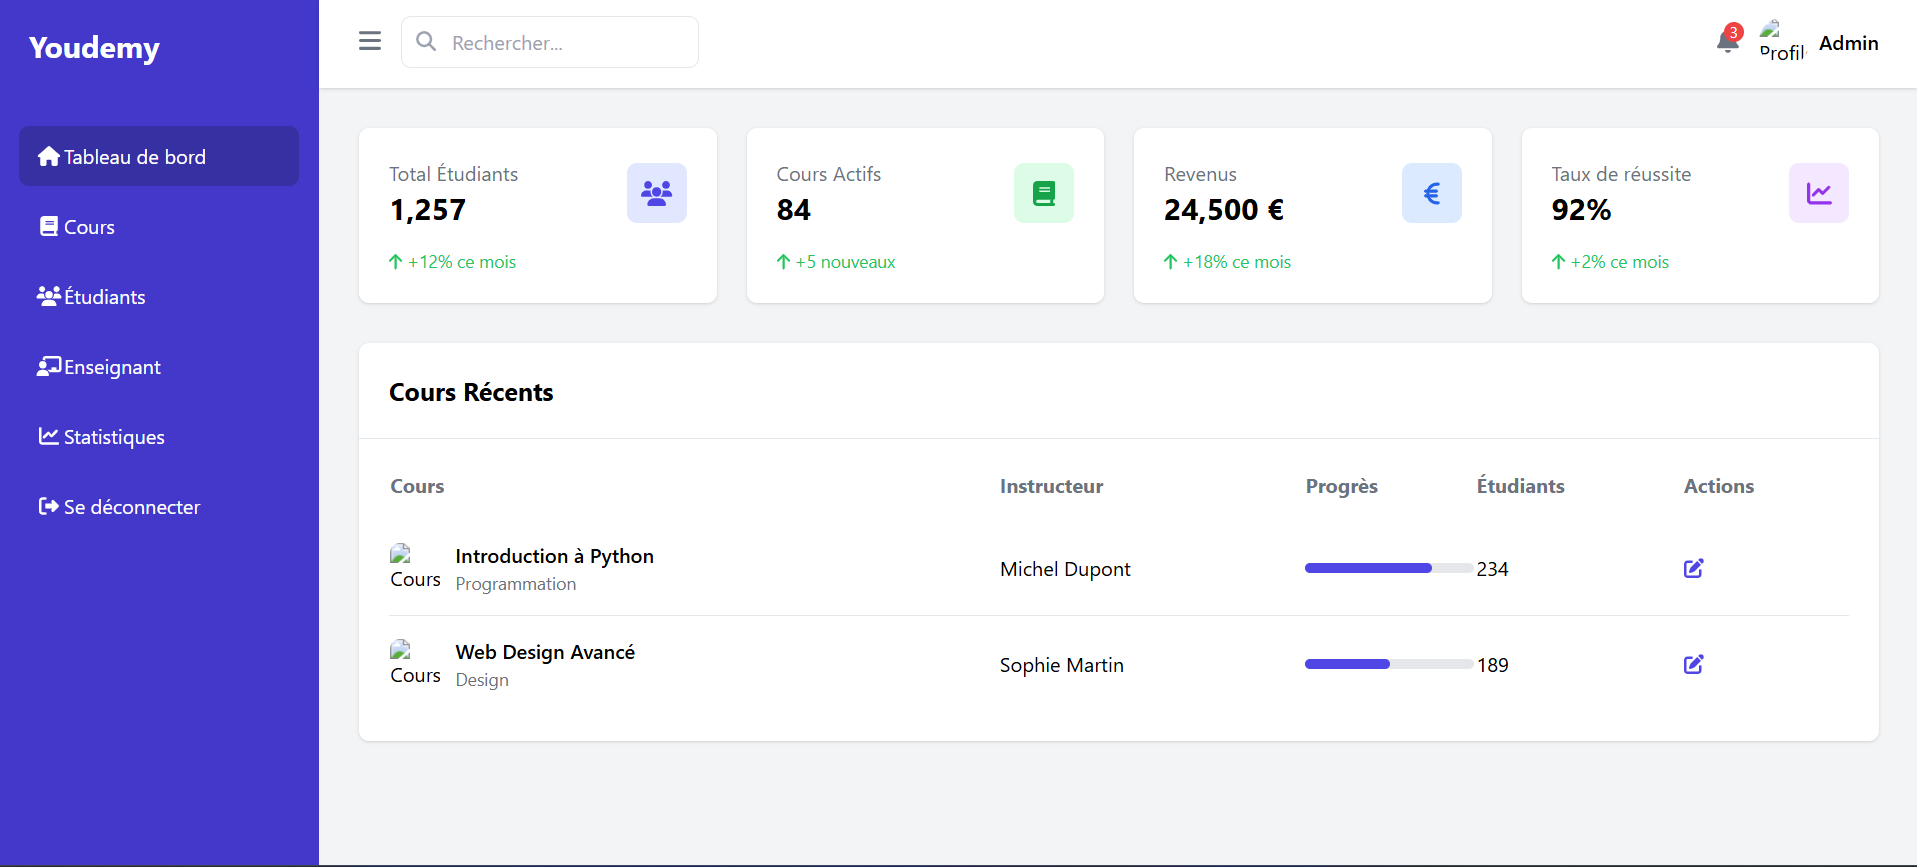 Youdemy
Tableau de bord
Cours
Étudiants
Enseignant
Statistiques
Se déconnecter
Rechercher...
3
Profil
Admin
Total Étudiants
1,257
+12% ce mois
Cours Actifs
84
+5 nouveaux
Revenus
24,500 €
€
+18% ce mois
Taux de réussite
92%
+2% ce mois
Cours Récents
Cours Instructeur Progrès Étudiants Actions
Cours
Introduction à Python
Programmation
Michel Dupont
234
Cours
Web Design Avancé
Design
Sophie Martin
189